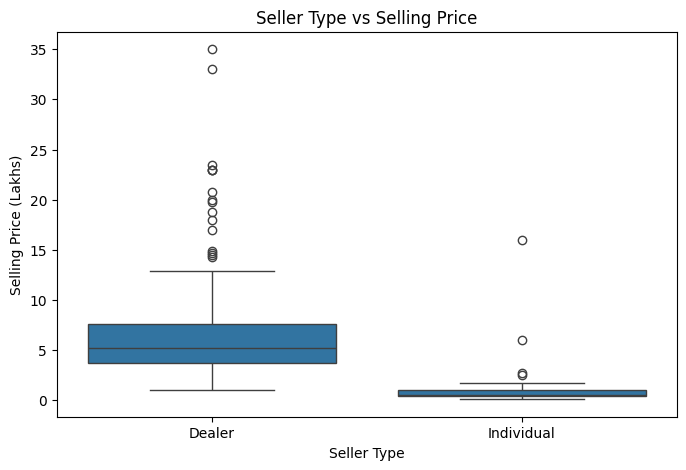 Seller Type vs Selling Price
Selling Price (Lakhs)
35
30
25
20
15
10
5
0
Dealer
Individual
Seller Type